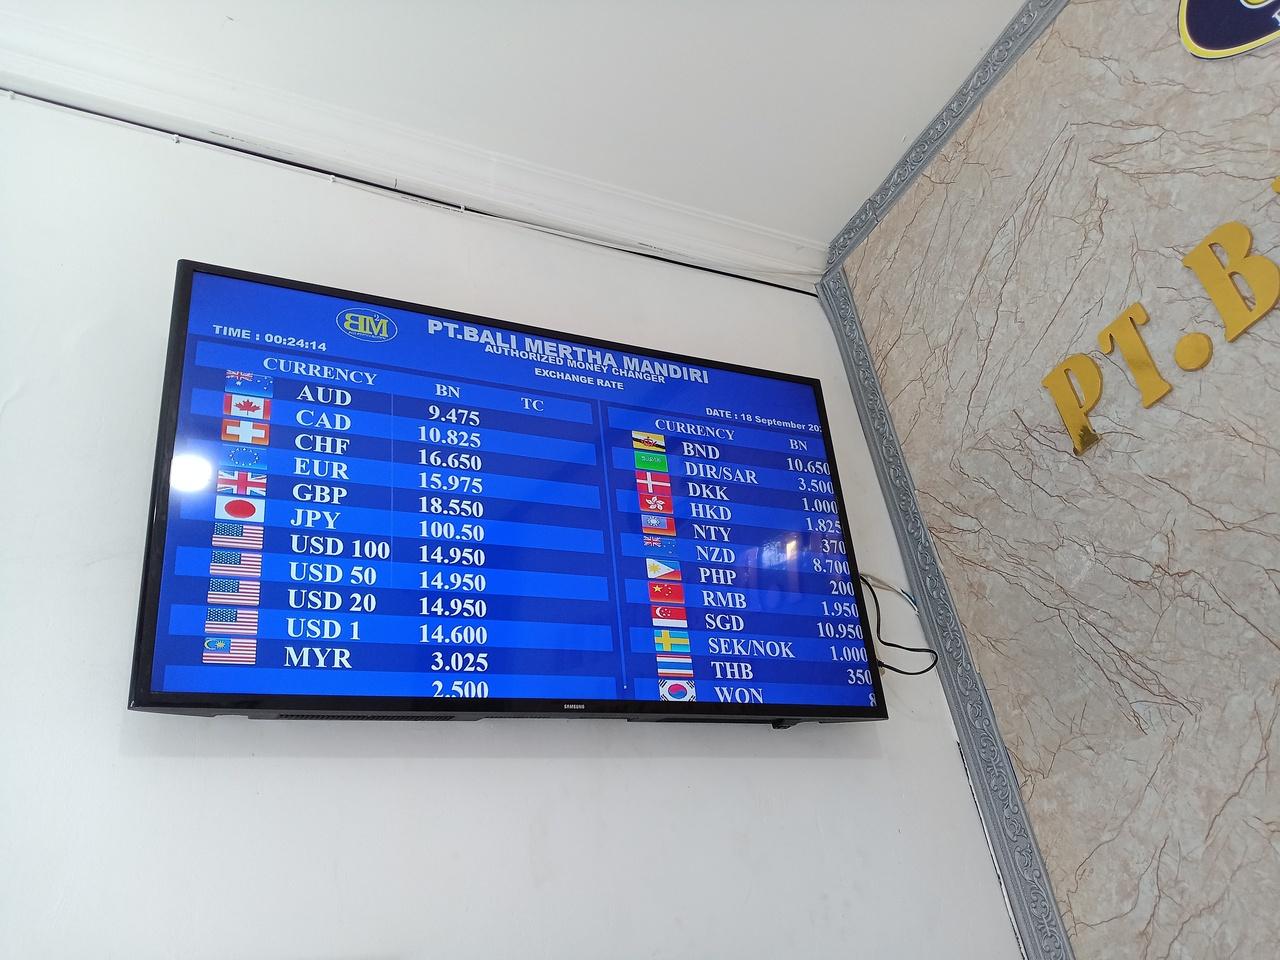 TIME : 00:24:14
BM
PT.BALI MERTHA MANDIRI
AUTHORIZED MONEY CHANGER
EXCHANGE RATE
DATE : 18 September
CURRENCY BN TC
AUD 9.475
CAD 10.825
CHF 16.650
EUR 15.975
GBP 18.550
JPY 100.50
USD 100 14.950
USD 50 14.950
USD 20 14.950
USD 1 14.600
MYR 3.025
2.500
CURRENCY BN
BND 10.650
DIR/SAR 3.500
DKK 1.000
HKD 1.825
NTY 370
NZD 8.700
PHP 200
RMB 1.950
SGD 10.950
SEK/NOK 1.000
THB 350
WON
SAMSUNG
PT.B